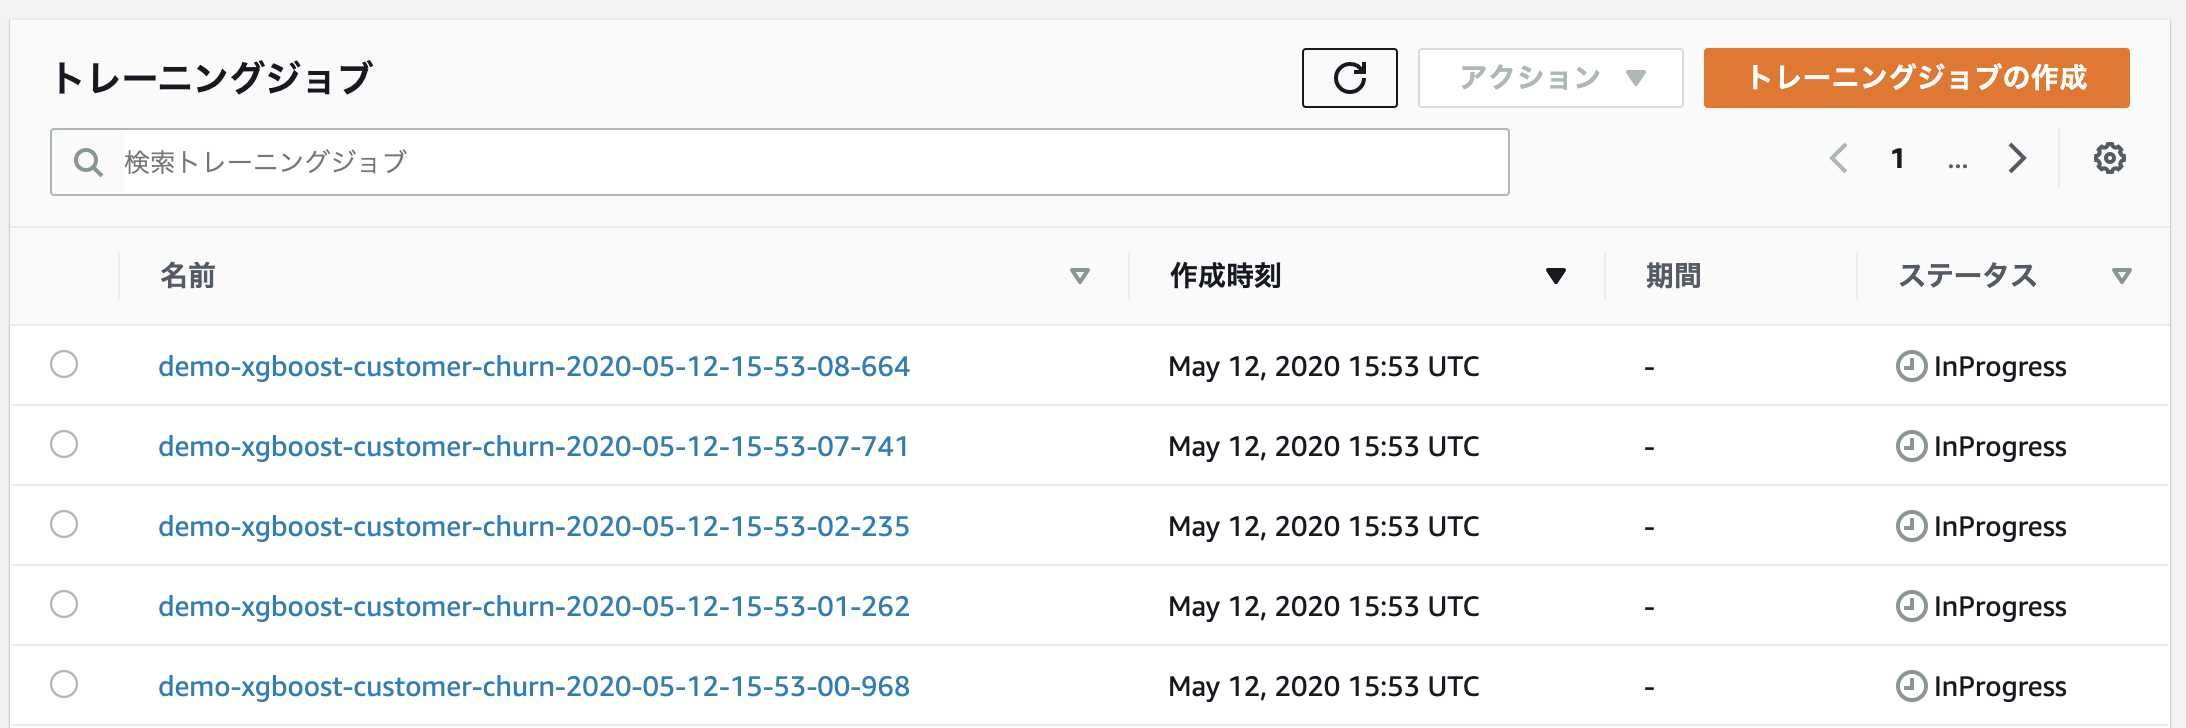 トレーニングジョブ
アクション
トレーニングジョブの作成
検索トレーニングジョブ
1 ...
名前 作成時刻 期間 ステータス
demo-xgboost-customer-churn-2020-05-12-15-53-08-664 May 12, 2020 15:53 UTC - InProgress
demo-xgboost-customer-churn-2020-05-12-15-53-07-741 May 12, 2020 15:53 UTC - InProgress
demo-xgboost-customer-churn-2020-05-12-15-53-02-235 May 12, 2020 15:53 UTC - InProgress
demo-xgboost-customer-churn-2020-05-12-15-53-01-262 May 12, 2020 15:53 UTC - InProgress
demo-xgboost-customer-churn-2020-05-12-15-53-00-968 May 12, 2020 15:53 UTC - InProgress